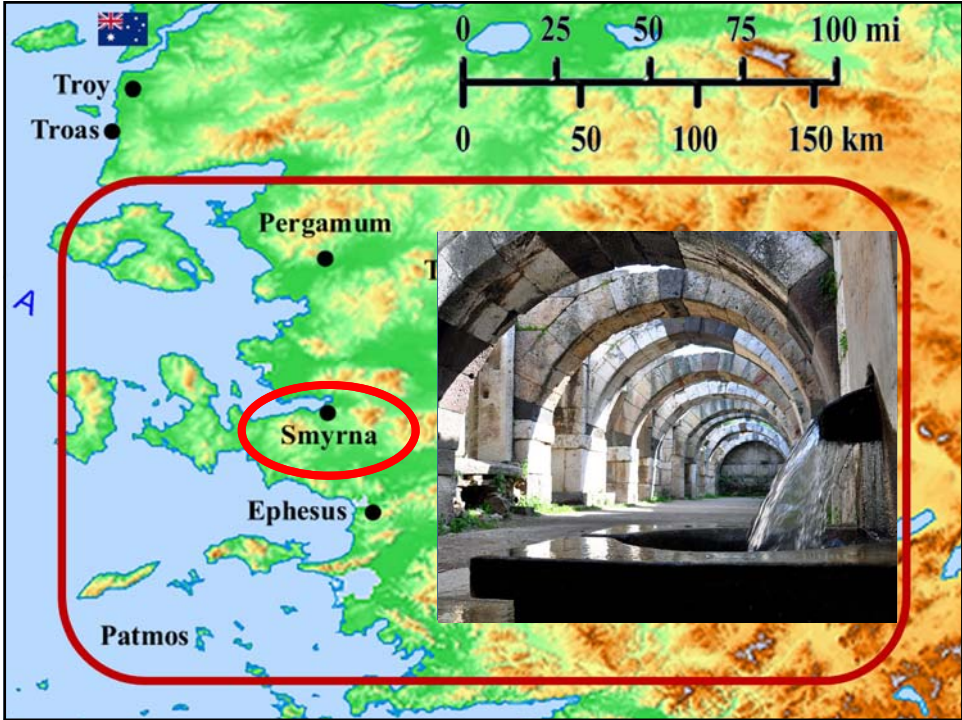 0 25 50 75 100 mi
0 50 100 150 km
Troy
Troas
Pergamum
T
A
Smyrna
Ephesus
Patmos